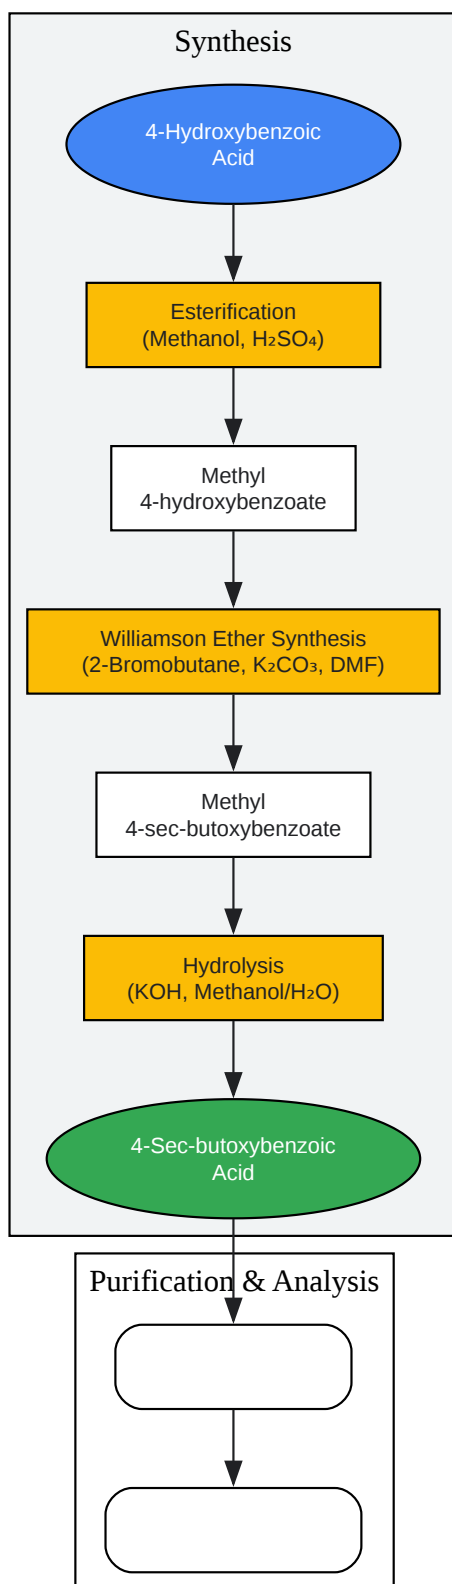 Synthesis
4-Hydroxybenzoic
Acid
Esterification
(Methanol, H₂SO₄)
Methyl
4-hydroxybenzoate
Williamson Ether Synthesis
(2-Bromobutane, K₂CO₃, DMF)
Methyl
4-sec-butoxybenzoate
Hydrolysis
(KOH, Methanol/H₂O)
4-Sec-butoxybenzoic
Acid
Purification & Analysis